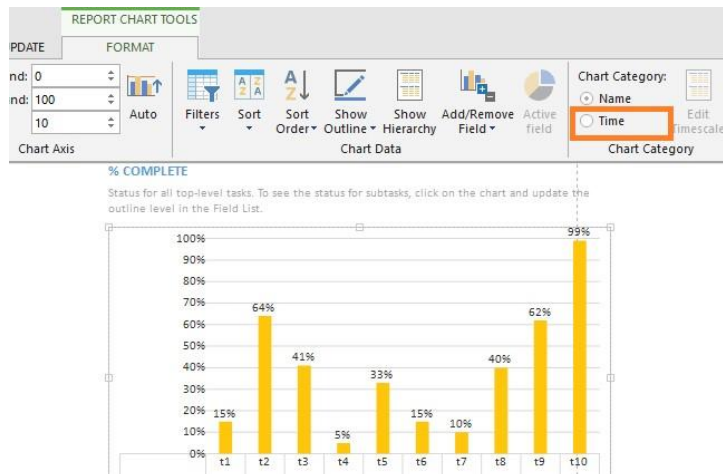 REPORT CHART TOOLS
PDATE FORMAT
nd: 0
nd: 100
10
Auto
Chart Axis
Filters
Sort
Sort Order
Show Outline
Show Hierarchy
Add/Remove Field
Active field
Chart Data
Chart Category:
Name
Time
Edit Timescale
Chart Category
% COMPLETE
Status for all top-level tasks. To see the status for subtasks, click on the chart and update the
outline level in the Field List.
100%
90%
80%
70%
60%
50%
40%
30%
20%
10%
0%
15%
64%
41%
5%
33%
15%
10%
40%
62%
99%
t1 t2 t3 t4 t5 t6 t7 t8 t9 t10